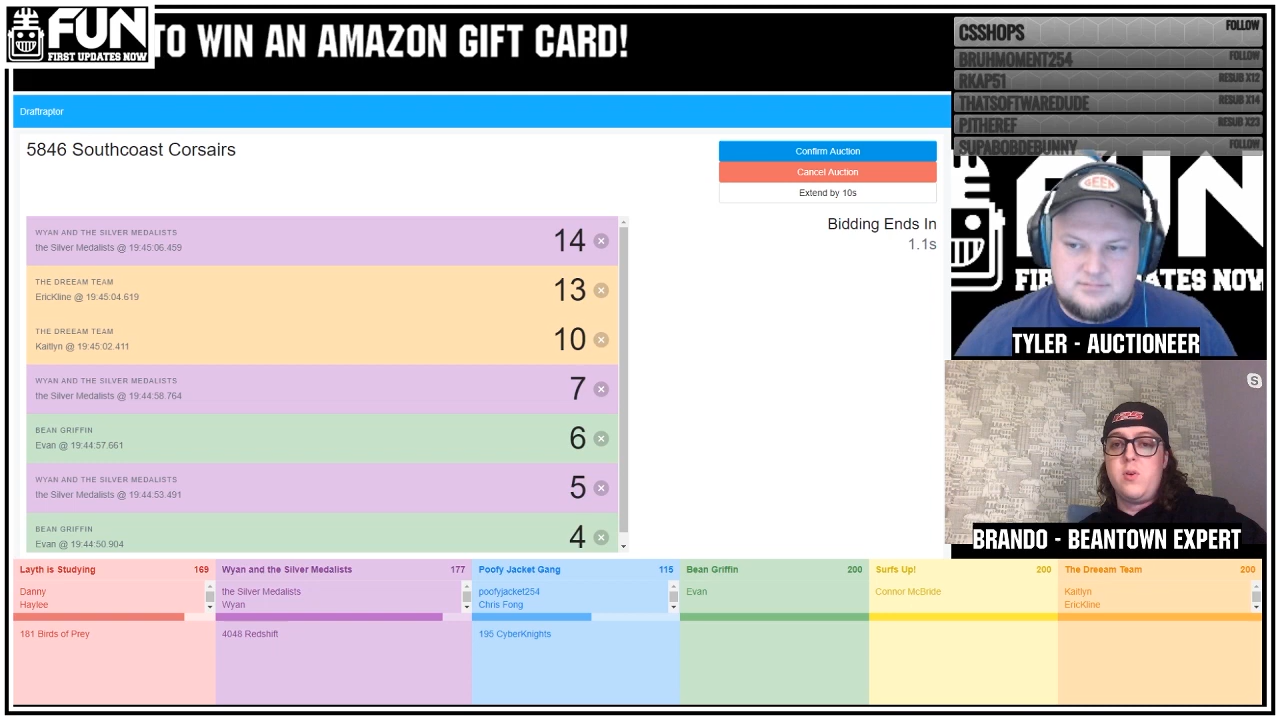 FUN
FIRST UPDATES NOW
TO WIN AN AMAZON GIFT CARD!
CSSHOPS FOLLOW
BRUHMOMENT254 FOLLOW
RKAP51 RESUB X12
THATSOFTWAREDUDE RESUB X14
PJTHEREF RESUB X23
SUPABOBDEBUNNY FOLLOW
Draftraptor
5846 Southcoast Corsairs
Confirm Auction
Cancel Auction
Extend by 10s
Bidding Ends In
1.1s
WYAN AND THE SILVER MEDALISTS
the Silver Medalists @ 19:45:06.459
14
THE DREEAM TEAM
EricKline @ 19:45:04.619
13
THE DREEAM TEAM
Kaitlyn @ 19:45:02.411
10
WYAN AND THE SILVER MEDALISTS
the Silver Medalists @ 19:44:58.764
7
BEAN GRIFFIN
Evan @ 19:44:57.661
6
WYAN AND THE SILVER MEDALISTS
the Silver Medalists @ 19:44:53.491
5
BEAN GRIFFIN
Evan @ 19:44:50.904
4
GEEK
FUN
FIRST UPDATES NOW
TYLER - AUCTIONEER
BRANDO - BEANTOWN EXPERT
Layth is Studying 169
Danny
Haylee
181 Birds of Prey
Wyan and the Silver Medalists 177
the Silver Medalists
Wyan
4048 Redshift
Poofy Jacket Gang 115
poofyjacket254
Chris Fong
195 CyberKnights
Bean Griffin 200
Evan
Surfs Up! 200
Connor McBride
The Dreeam Team 200
Kaitlyn
EricKline